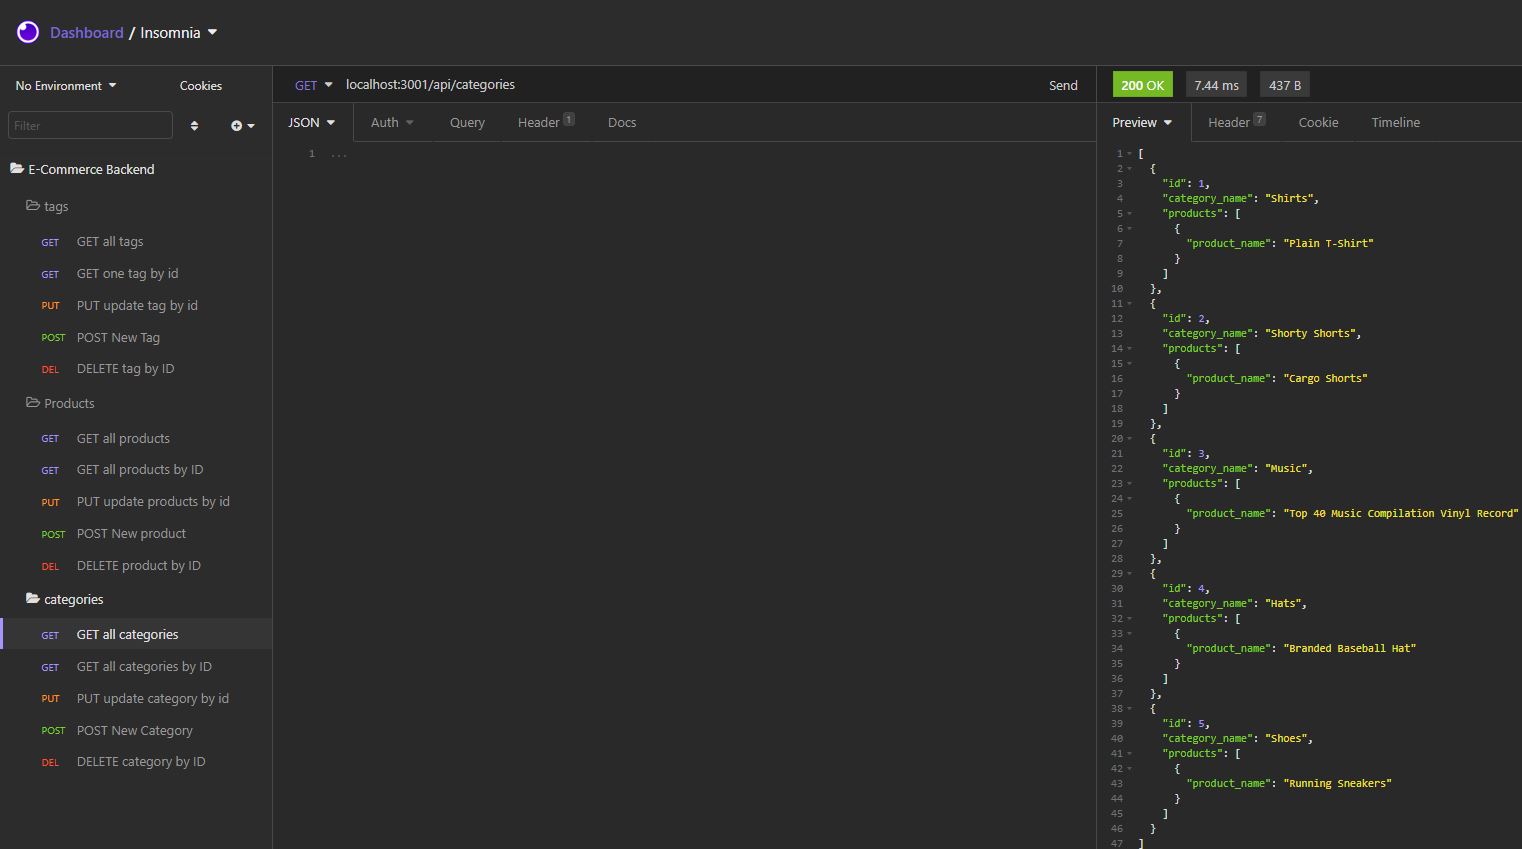 Dashboard / Insomnia
No Environment
Cookies
Filter
E-Commerce Backend
tags
GET GET all tags
GET GET one tag by id
PUT PUT update tag by id
POST POST New Tag
DEL DELETE tag by ID
Products
GET GET all products
GET GET all products by ID
PUT PUT update products by id
POST POST New product
DEL DELETE product by ID
categories
GET GET all categories
GET GET all categories by ID
PUT PUT update category by id
POST POST New Category
DEL DELETE category by ID
GET localhost:3001/api/categories Send
JSON Auth Query Header 1 Docs
1 ...
200 OK 7.44 ms 437 B
Preview Header 7 Cookie Timeline
1 [
2 {
3 "id": 1,
4 "category_name": "Shirts",
5 "products": [
6 {
7 "product_name": "Plain T-Shirt"
8 }
9 ]
10 },
11 {
12 "id": 2,
13 "category_name": "Shorty Shorts",
14 "products": [
15 {
16 "product_name": "Cargo Shorts"
17 }
18 ]
19 },
20 {
21 "id": 3,
22 "category_name": "Music",
23 "products": [
24 {
25 "product_name": "Top 40 Music Compilation Vinyl Record"
26 }
27 ]
28 },
29 {
30 "id": 4,
31 "category_name": "Hats",
32 "products": [
33 {
34 "product_name": "Branded Baseball Hat"
35 }
36 ]
37 },
38 {
39 "id": 5,
40 "category_name": "Shoes",
41 "products": [
42 {
43 "product_name": "Running Sneakers"
44 }
45 ]
46 }
47 ]